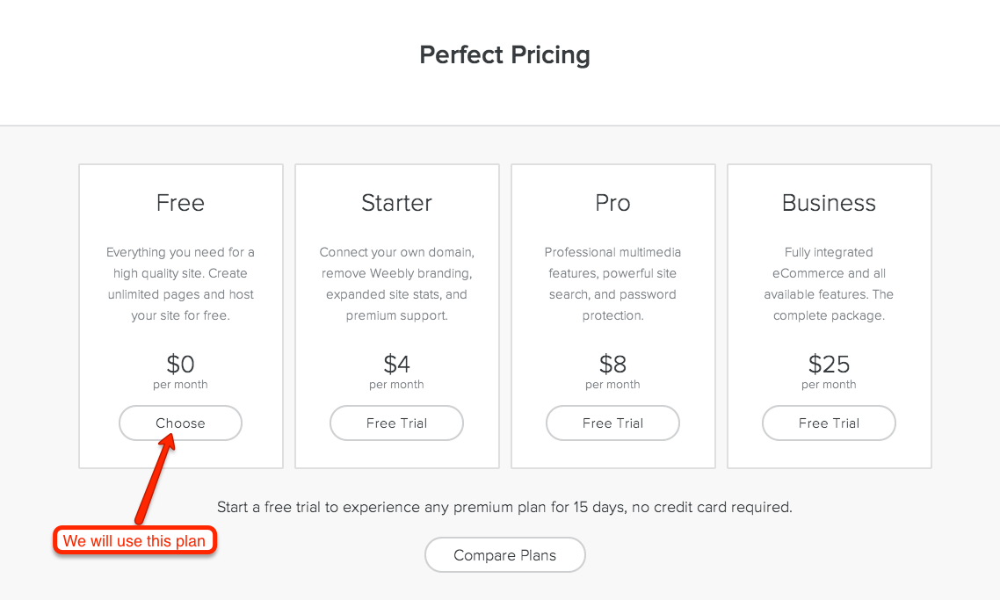 Perfect Pricing
Free
Everything you need for a
high quality site. Create
unlimited pages and host
your site for free.
$0
per month
Choose
Starter
Connect your own domain,
remove Weebly branding,
expanded site stats, and
premium support.
$4
per month
Free Trial
Pro
Professional multimedia
features, powerful site
search, and password
protection.
$8
per month
Free Trial
Business
Fully integrated
eCommerce and all
available features. The
complete package.
$25
per month
Free Trial
Start a free trial to experience any premium plan for 15 days, no credit card required.
We will use this plan
Compare Plans